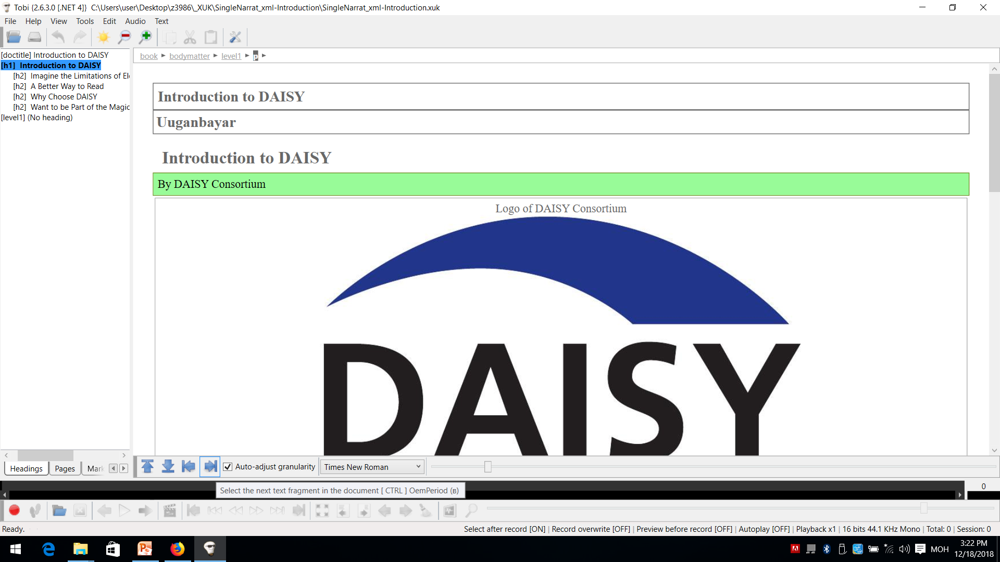 Tobi {2.6.3.0 [.NET 4]}  C:\Users\user\Desktop\z3986\_XUK\SingleNarrat_xml-Introduction\SingleNarrat_xml-Introduction.xuk
File Help View Tools Edit Audio Text
[doctitle] Introduction to DAISY
[h1] Introduction to DAISY
[h2] Imagine the Limitations of
[h2] A Better Way to Read
[h2] Why Choose DAISY
[h2] Want to be Part of the Magic
[level1] (No heading)
book bodymatter level1 p
Introduction to DAISY
Uuganbayar
Introduction to DAISY
By DAISY Consortium
Logo of DAISY Consortium
DAISY
Headings Pages Mark
Auto-adjust granularity Times New Roman
Select the next text fragment in the document [ CTRL ] OemPeriod (в)
0
Ready.
Select after record [ON] | Record overwrite [OFF] | Preview before record [OFF] | Autoplay [OFF] | Playback x1 | 16 bits 44.1 KHz Mono | Total: 0 | Session: 0
МОН
3:22 PM
12/18/2018